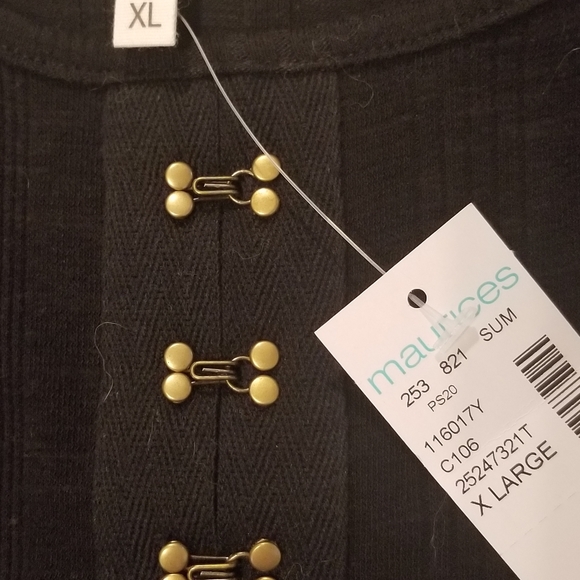 XL
maurices
253 821 SUM
PS20
116017Y
C106
25247321T
X LARGE